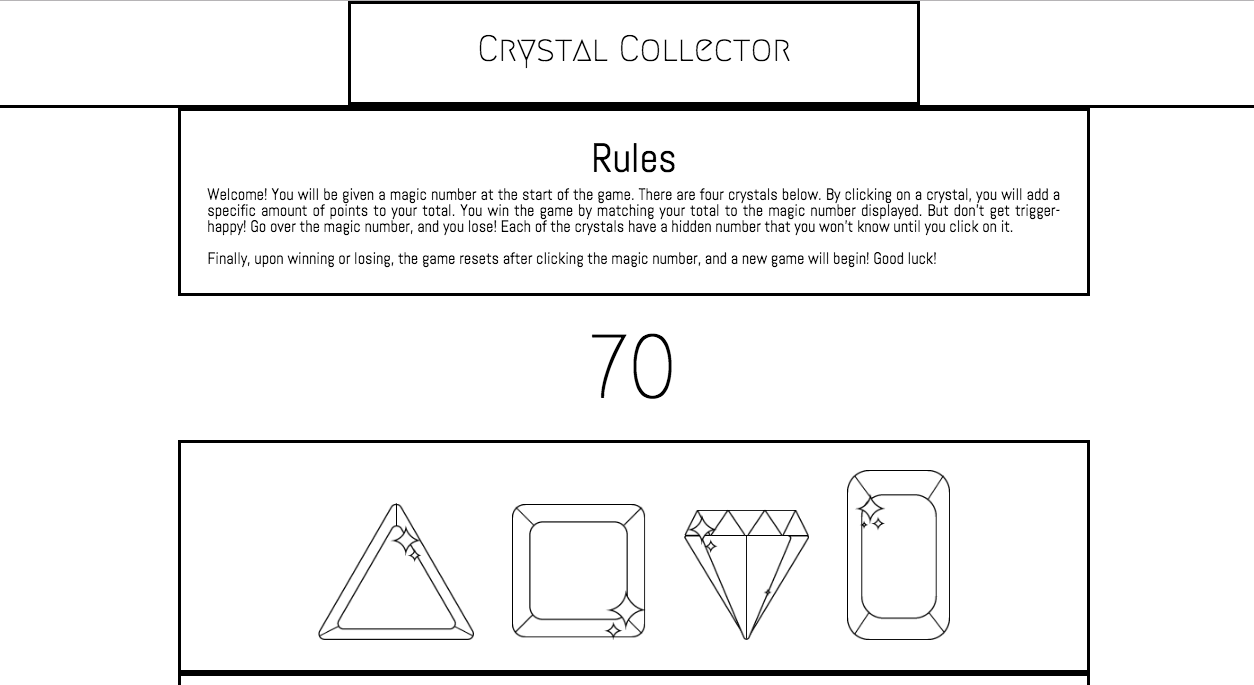 Crystal Collector
Rules
Welcome! You will be given a magic number at the start of the game. There are four crystals below. By clicking on a crystal, you will add a
specific amount of points to your total. You win the game by matching your total to the magic number displayed. But don't get trigger-
happy! Go over the magic number, and you lose! Each of the crystals have a hidden number that you won't know until you click on it.
Finally, upon winning or losing, the game resets after clicking the magic number, and a new game will begin! Good luck!
70